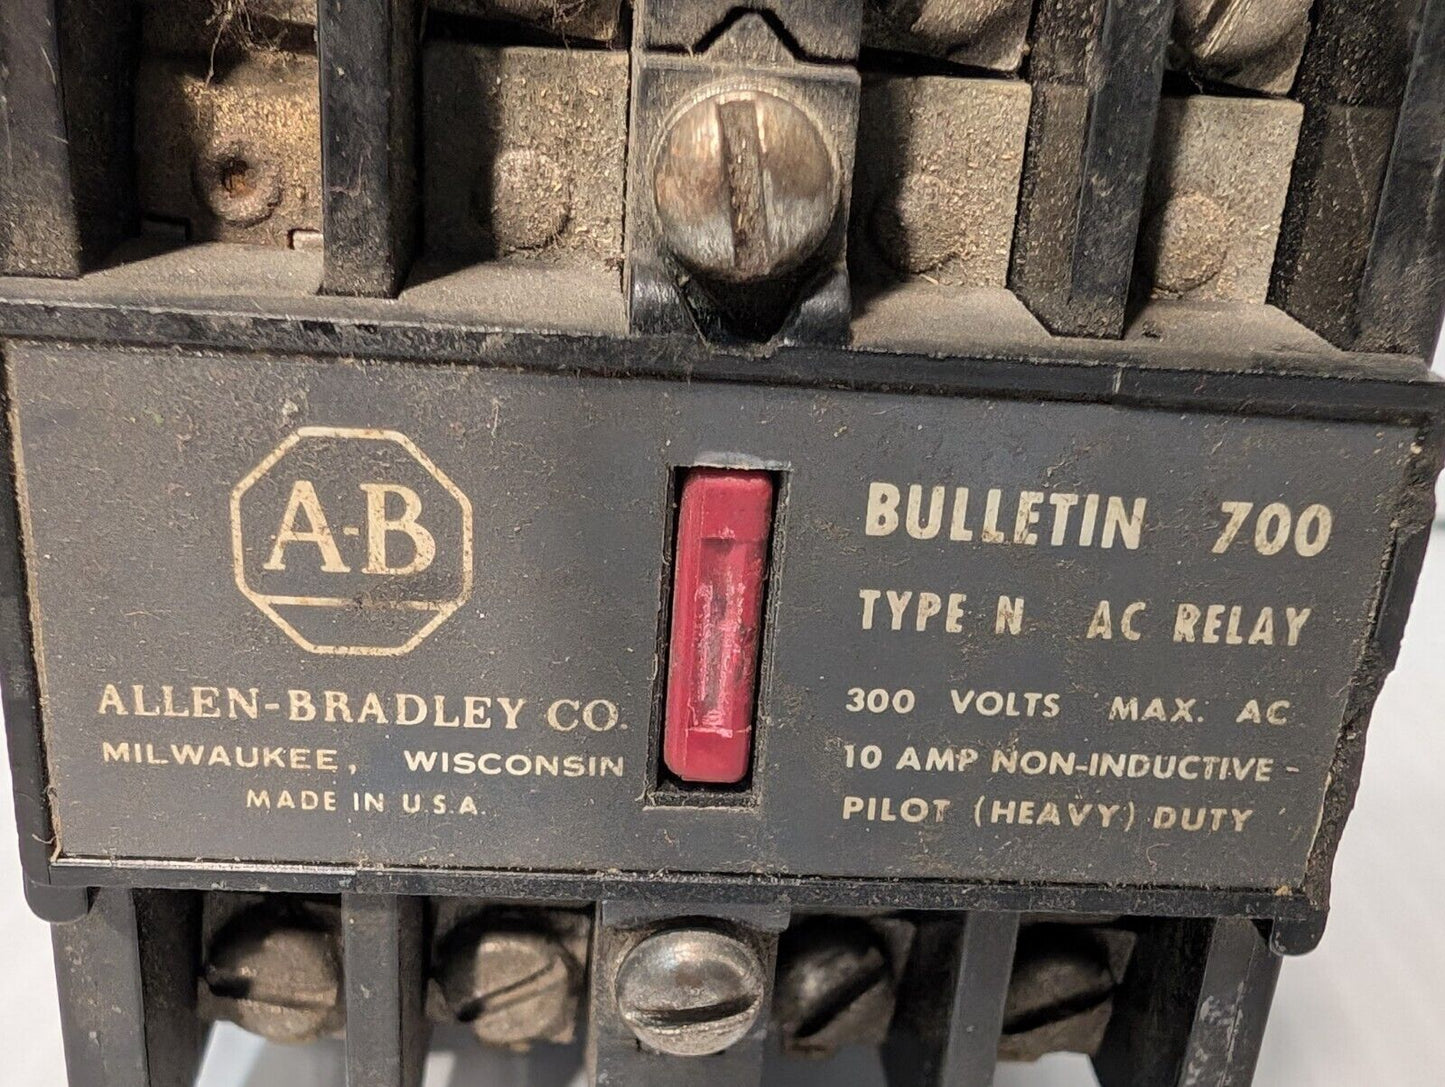 A-B
ALLEN-BRADLEY CO.
MILWAUKEE, WISCONSIN
MADE IN U.S.A.
BULLETIN 700
TYPE N AC RELAY
300 VOLTS MAX. AC
10 AMP NON-INDUCTIVE -
PILOT (HEAVY) DUTY